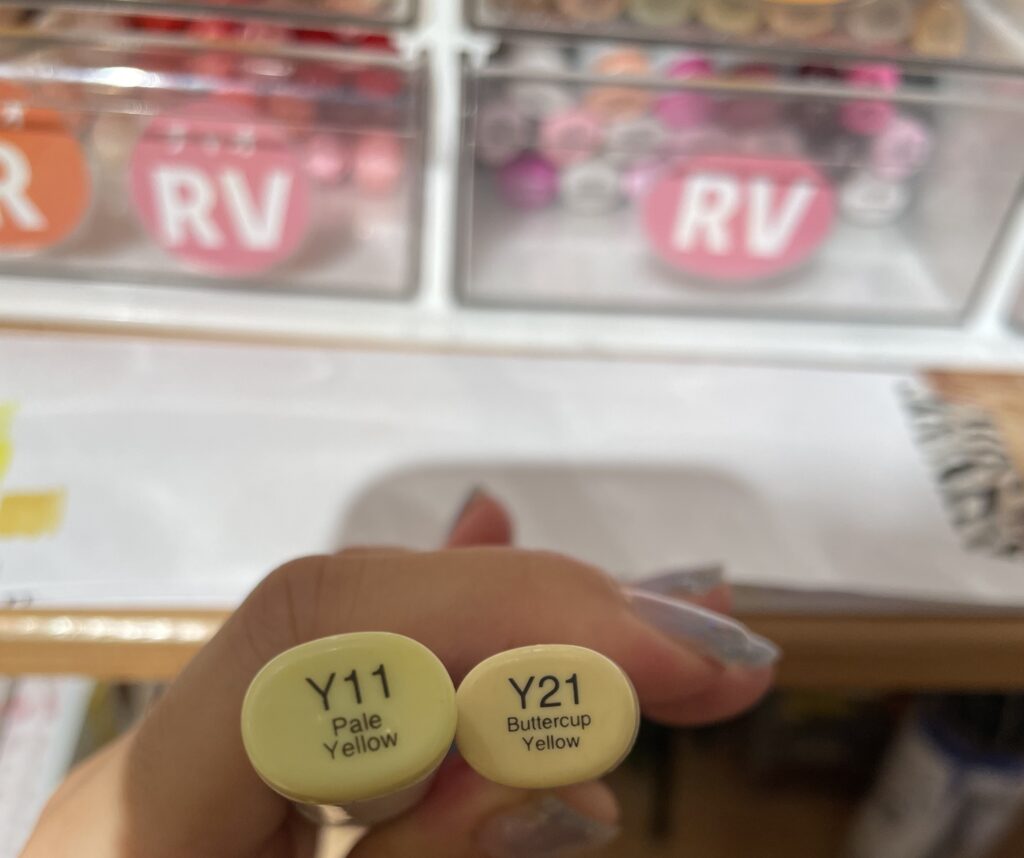 R
RV
RV
Y11
Pale
Yellow
Y21
Buttercup
Yellow